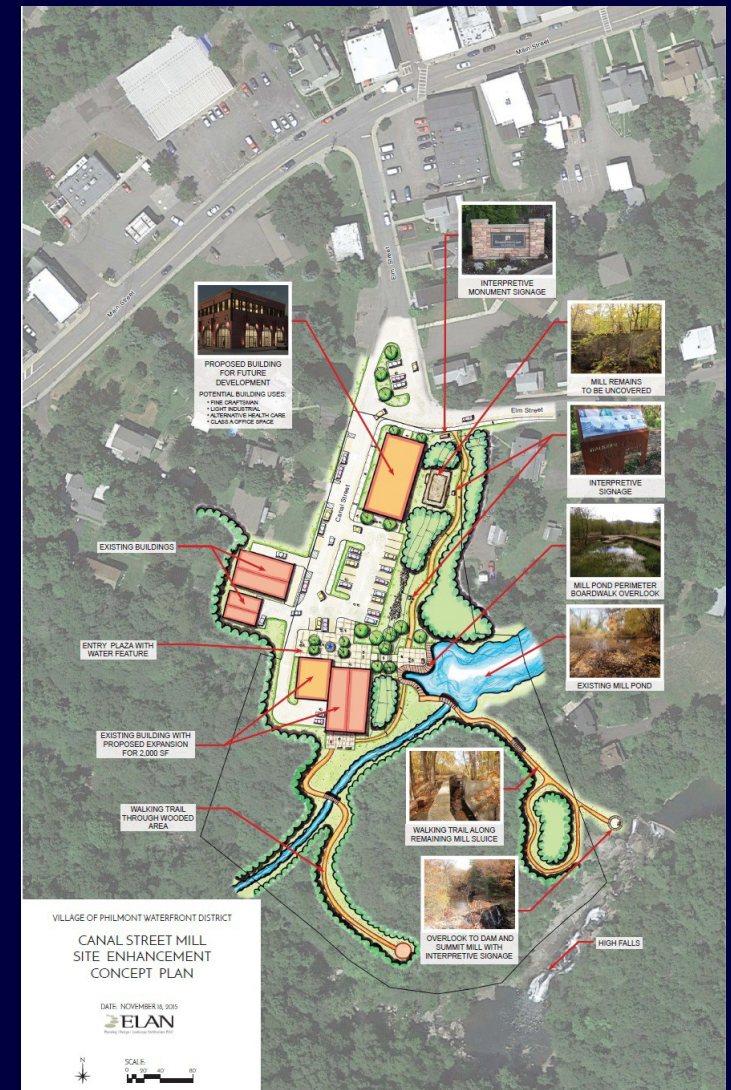 Main Street
Main Street
Elm Street
INTERPRETIVE
MONUMENT SIGNAGE
PROPOSED BUILDING
FOR FUTURE
DEVELOPMENT
POTENTIAL BUILDING USES:
• FINE CRAFTSMAN
• LIGHT INDUSTRIAL
• ALTERNATIVE HEALTH CARE
• CLASS A OFFICE SPACE
MILL REMAINS
TO BE UNCOVERED
Elm Street
INTERPRETIVE
SIGNAGE
Canal Street
EXISTING BUILDINGS
MILL POND PERIMETER
BOARDWALK OVERLOOK
ENTRY PLAZA WITH
WATER FEATURE
EXISTING MILL POND
EXISTING BUILDING WITH
PROPOSED EXPANSION
FOR 2,000 SF
WALKING TRAIL
THROUGH WOODED
AREA
WALKING TRAIL ALONG
REMAINING MILL SLUICE
OVERLOOK TO DAM AND
SUMMIT MILL WITH
INTERPRETIVE SIGNAGE
HIGH FALLS
VILLAGE OF PHILMONT WATERFRONT DISTRICT
CANAL STREET MILL
SITE ENHANCEMENT
CONCEPT PLAN
DATE: NOVEMBER 18, 2015
ELAN
N
SCALE:
0 20 40 80